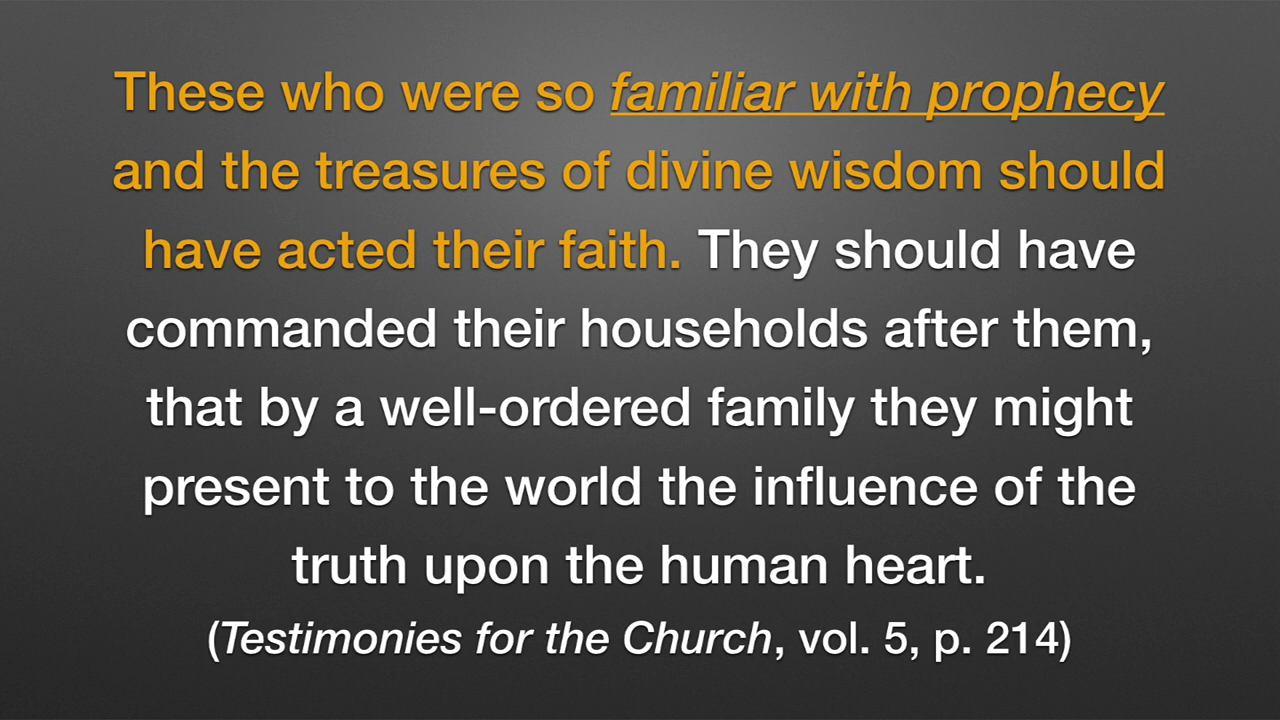 These who were so familiar with prophecy
and the treasures of divine wisdom should
have acted their faith. They should have
commanded their households after them,
that by a well-ordered family they might
present to the world the influence of the
truth upon the human heart.
(Testimonies for the Church, vol. 5, p. 214)